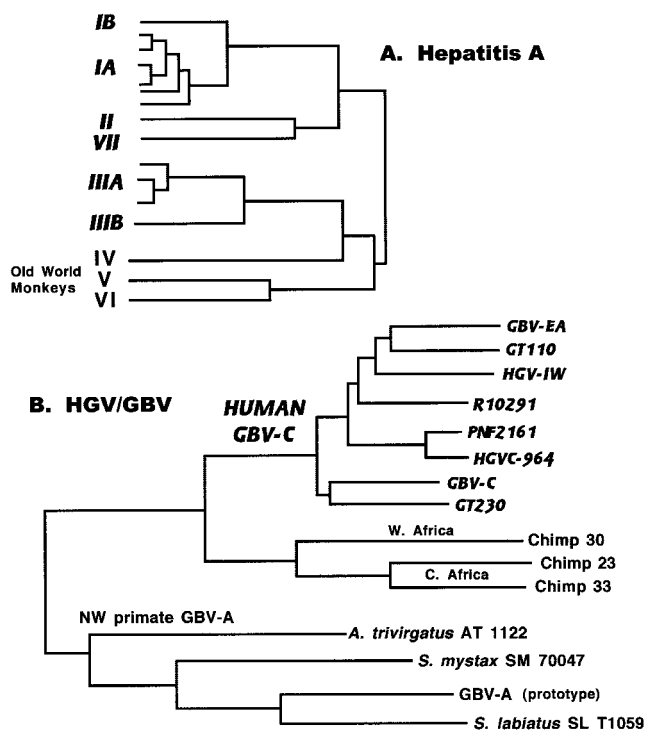 IB
A. Hepatitis A
IA
II
VII
IIIA
IIIB
IV
Old World
Monkeys
V
VI
GBV-EA
GT110
HGV-IW
B. HGV/GBV
HUMAN
GBV-C
R10291
PNF2161
HGVC-964
GBV-C
GT230
W. Africa
Chimp 30
Chimp 23
C. Africa
Chimp 33
NW primate GBV-A
A. trivirgatus AT 1122
S. mystax SM 70047
GBV-A (prototype)
S. labiatus SL T1059